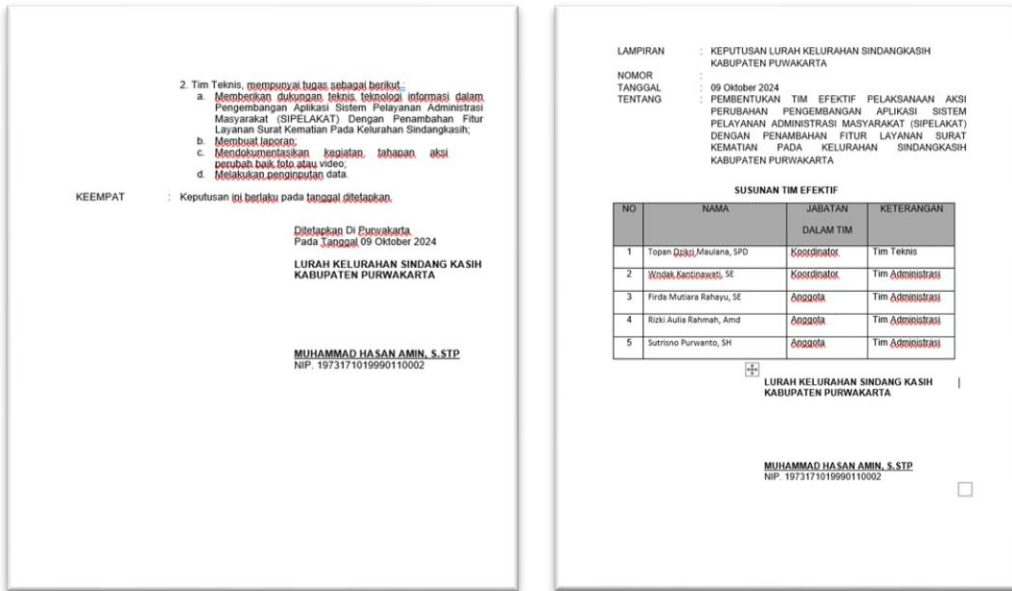 2. Tim Teknis, mempunyai tugas sebagai berikut :
a. Memberikan dukungan teknis teknologi informasi dalam
Pengembangan Aplikasi Sistem Pelayanan Administrasi
Masyarakat (SIPELAKAT) Dengan Penambahan Fitur
Layanan Surat Kematian Pada Kelurahan Sindangkasih;
b. Membuat laporan;
c. Mendokumentasikan kegiatan tahapan aksi
perubah baik foto atau video;
d. Melakukan penginputan data.
KEEMPAT : Keputusan ini berlaku pada tanggal ditetapkan.
Ditetapkan Di Purwakarta
Pada Tanggal 09 Oktober 2024
LURAH KELURAHAN SINDANG KASIH
KABUPATEN PURWAKARTA
MUHAMMAD HASAN AMIN, S.STP
NIP. 1973171019990110002
LAMPIRAN : KEPUTUSAN LURAH KELURAHAN SINDANGKASIH
KABUPATEN PUWAKARTA
NOMOR :
TANGGAL : 09 Oktober 2024
TENTANG : PEMBENTUKAN TIM EFEKTIF PELAKSANAAN AKSI
PERUBAHAN PENGEMBANGAN APLIKASI SISTEM
PELAYANAN ADMINISTRASI MASYARAKAT (SIPELAKAT)
DENGAN PENAMBAHAN FITUR LAYANAN SURAT
KEMATIAN PADA KELURAHAN SINDANGKASIH
KABUPATEN PURWAKARTA
SUSUNAN TIM EFEKTIF
NO NAMA JABATAN DALAM TIM KETERANGAN
1 Topan Dzikri Maulana, SPD Koordinator Tim Teknis
2 Wndak Kantinawati, SE Koordinator Tim Administrasi
3 Firda Mutiara Rahayu, SE Anggota Tim Administrasi
4 Rizki Aulia Rahmah, Amd Anggota Tim Administrasi
5 Sutrisno Purwanto, SH Anggota Tim Administrasi
LURAH KELURAHAN SINDANG KASIH
KABUPATEN PURWAKARTA
MUHAMMAD HASAN AMIN, S.STP
NIP. 1973171019990110002